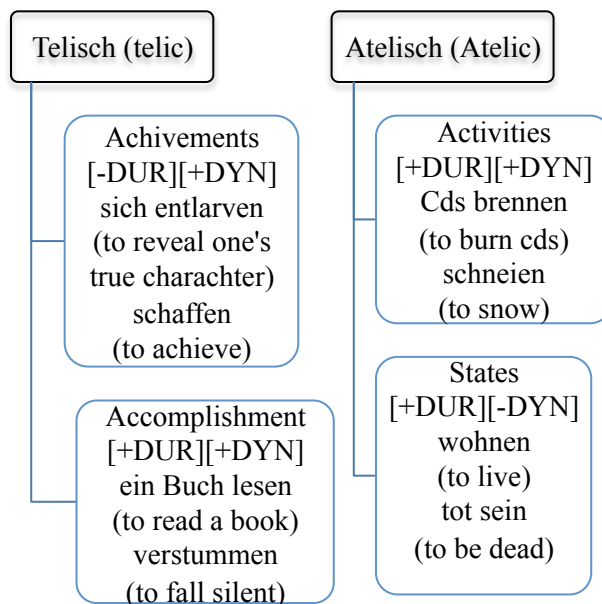 Telisch (telic)
Achivements
[-DUR][+DYN]
sich entlarven
(to reveal one's
true charachter)
schaffen
(to achieve)
Accomplishment
[+DUR][+DYN]
ein Buch lesen
(to read a book)
verstummen
(to fall silent)
Atelisch (Atelic)
Activities
[+DUR][+DYN]
Cds brennen
(to burn cds)
schneien
(to snow)
States
[+DUR][-DYN]
wohnen
(to live)
tot sein
(to be dead)